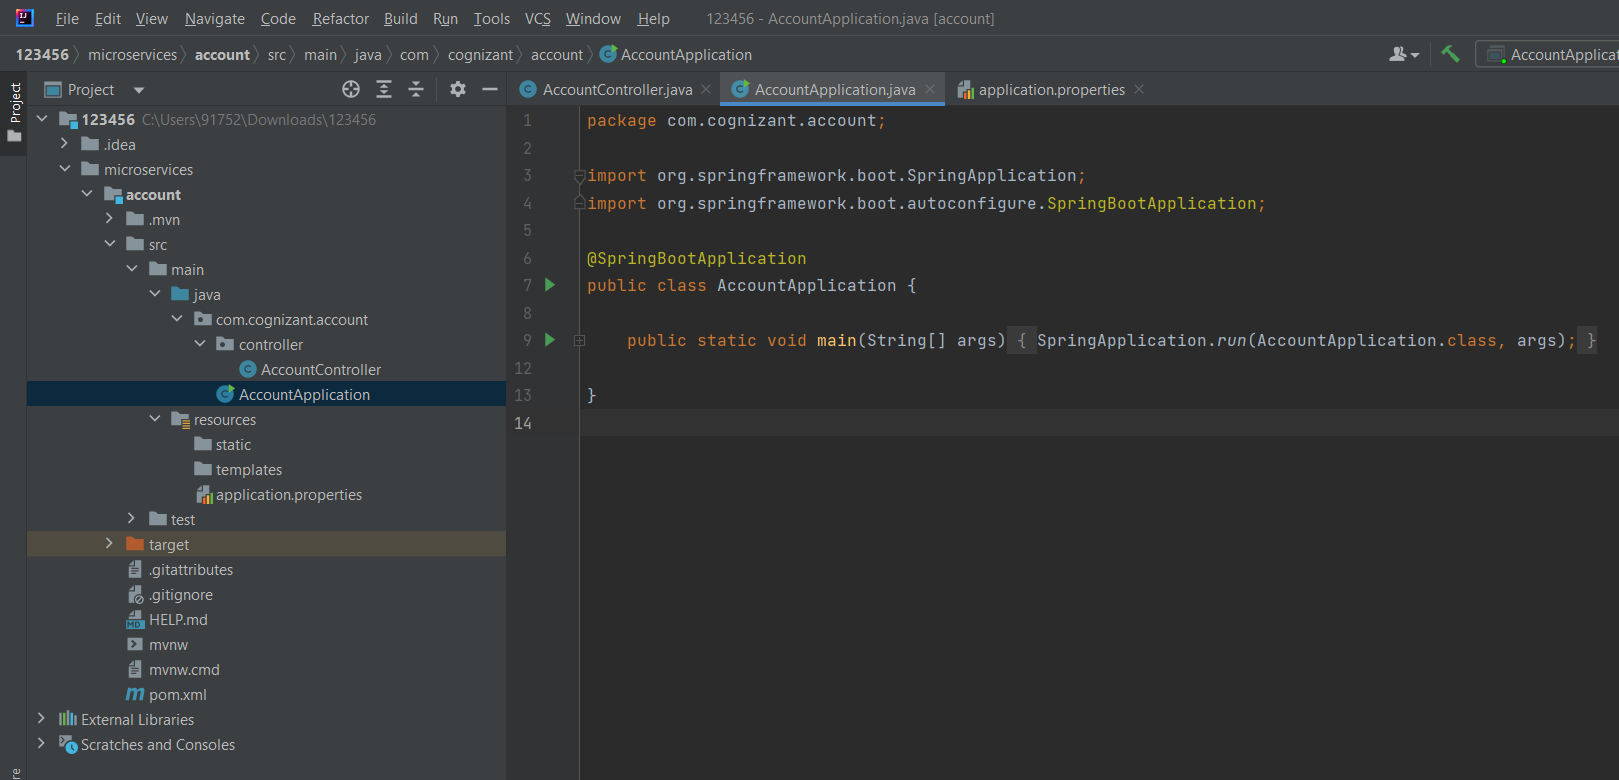 File Edit View Navigate Code Refactor Build Run Tools VCS Window Help 123456 - AccountApplication.java [account]
123456 microservices account src main java com cognizant account AccountApplication AccountApplicat
Project
Project
AccountController.java AccountApplication.java application.properties
123456 C:\Users\91752\Downloads\123456
.idea
microservices
account
.mvn
src
main
java
com.cognizant.account
controller
AccountController
AccountApplication
resources
static
templates
application.properties
test
target
.gitattributes
.gitignore
HELP.md
mvnw
mvnw.cmd
pom.xml
External Libraries
Scratches and Consoles
re
1 package com.cognizant.account;
2
3 import org.springframework.boot.SpringApplication;
4 import org.springframework.boot.autoconfigure.SpringBootApplication;
5
6 @SpringBootApplication
7 public class AccountApplication {
8
9 public static void main(String[] args) { SpringApplication.run(AccountApplication.class, args); }
12
13 }
14